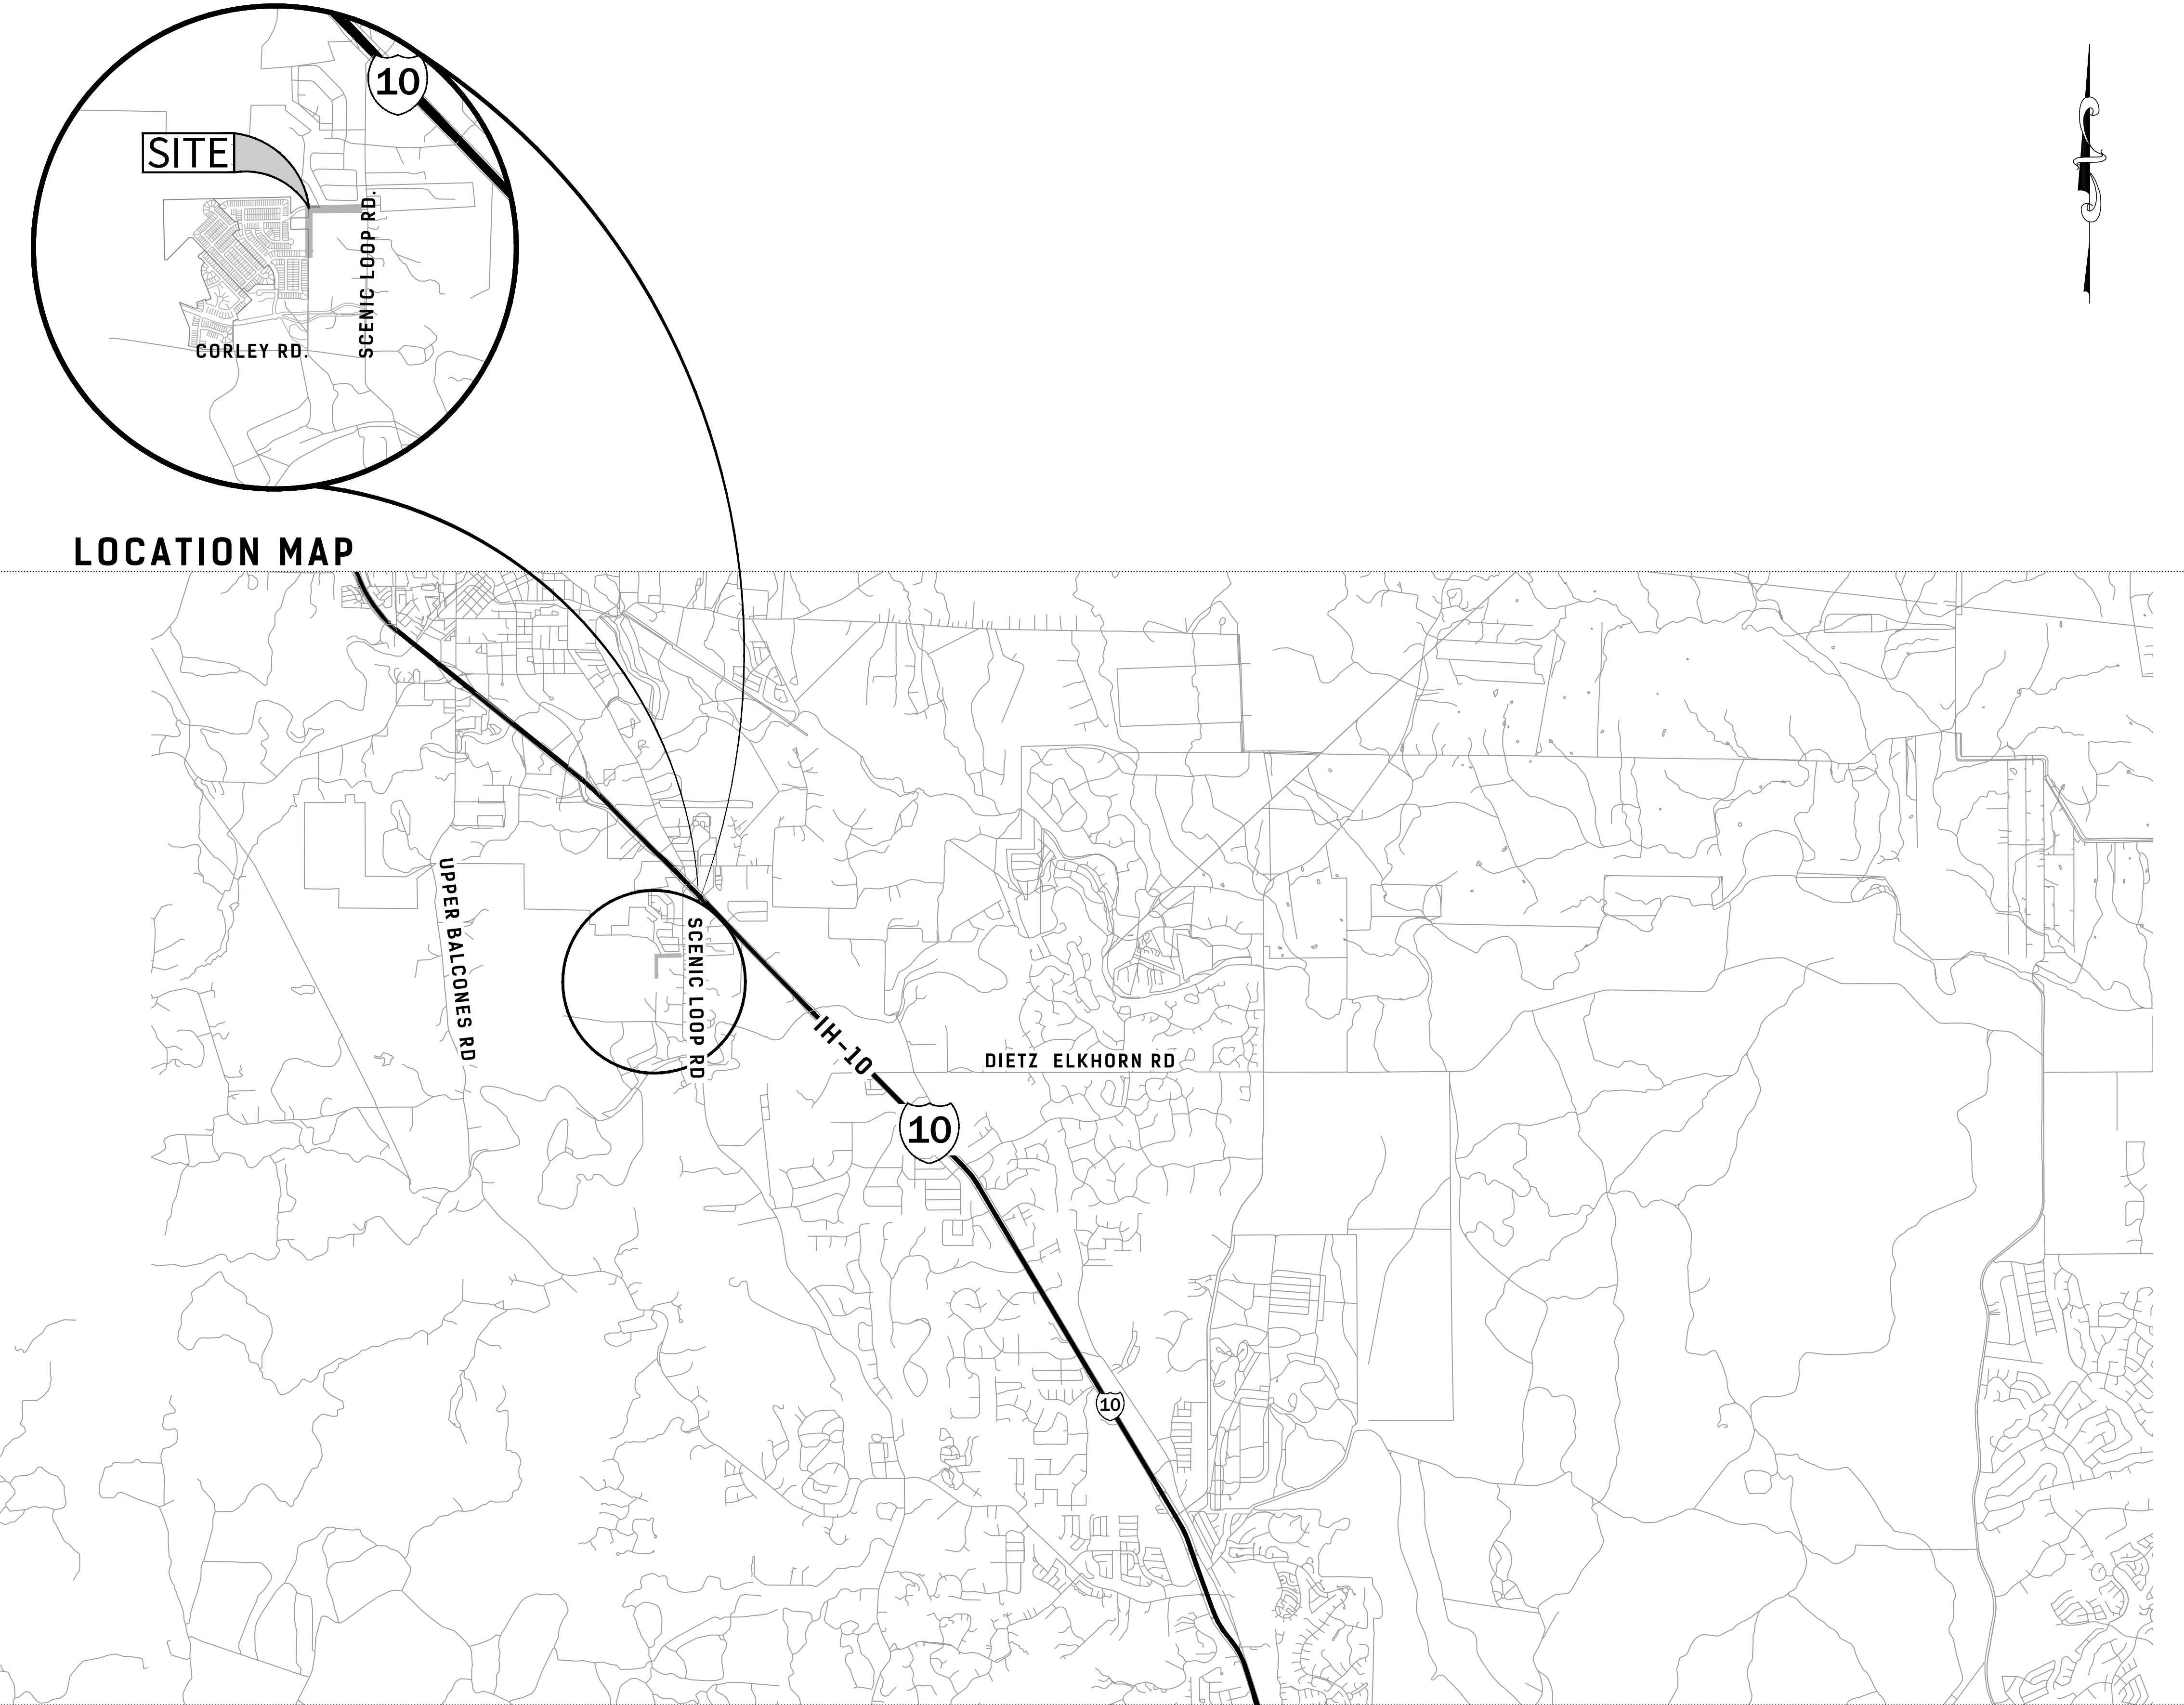 10
SITE
SCENIC LOOP RD.
CORLEY RD.
LOCATION MAP
UPPER BALCONES RD
SCENIC LOOP RD
IH-10
DIETZ ELKHORN RD
10
10